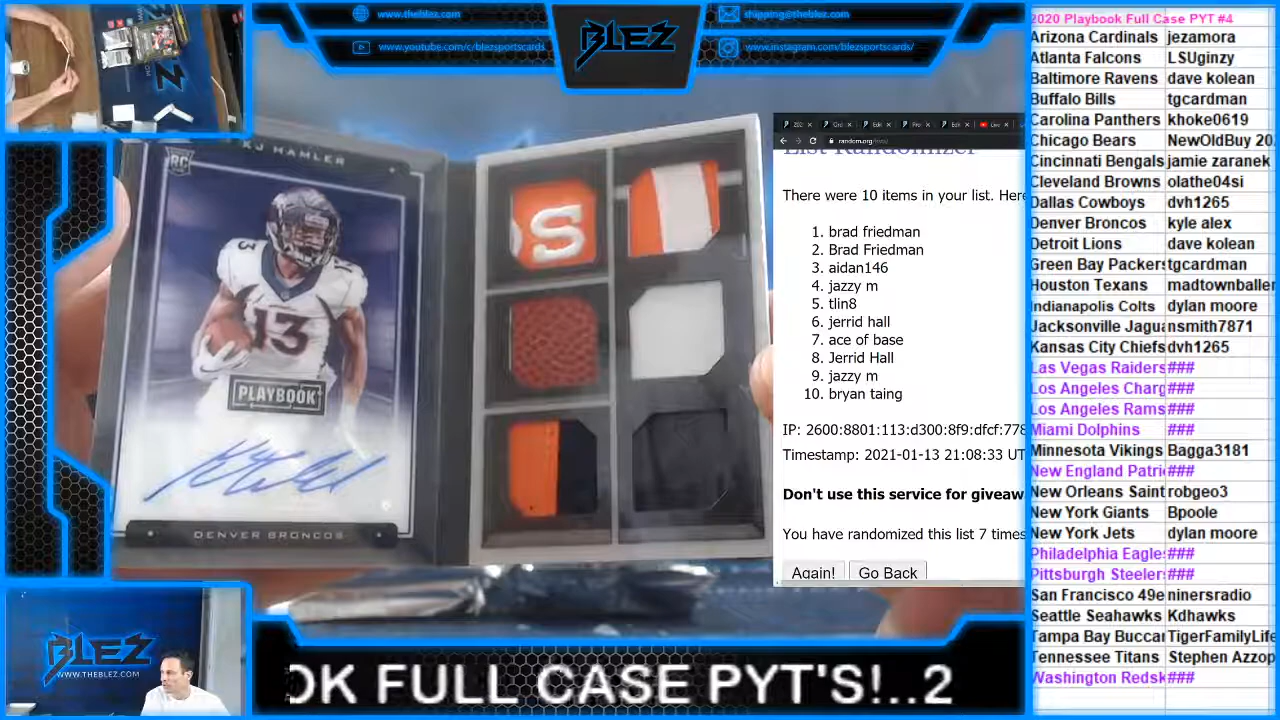 www.theblez.com
www.youtube.com/c/blezsportscards
BLEZ
shipping@theblez.com
www.instagram.com/blezsportscards/
RC
KJ HAMLER
13
13
13
PLAYBOOK
DENVER BRONCOS
S
random.org
List Randomizer
There were 10 items in your list. Here
1. brad friedman
2. Brad Friedman
3. aidan146
4. jazzy m
5. tlin8
6. jerrid hall
7. ace of base
8. Jerrid Hall
9. jazzy m
10. bryan taing
IP: 2600:8801:113:d300:8f9:dfcf:778
Timestamp: 2021-01-13 21:08:33 UT
Don't use this service for giveaw
You have randomized this list 7 times
Again! Go Back
2020 Playbook Full Case PYT #4
Arizona Cardinals jezamora
Atlanta Falcons LSUginzy
Baltimore Ravens dave kolean
Buffalo Bills tgcardman
Carolina Panthers khoke0619
Chicago Bears NewOldBuy 20
Cincinnati Bengals jamie zaranek
Cleveland Browns olathe04si
Dallas Cowboys dvh1265
Denver Broncos kyle alex
Detroit Lions dave kolean
Green Bay Packers tgcardman
Houston Texans madtownballer
Indianapolis Colts dylan moore
Jacksonville Jagua nsmith7871
Kansas City Chiefs dvh1265
Las Vegas Raiders ###
Los Angeles Charg ###
Los Angeles Rams ###
Miami Dolphins ###
Minnesota Vikings Bagga3181
New England Patri ###
New Orleans Saint robgeo3
New York Giants Bpoole
New York Jets dylan moore
Philadelphia Eagle ###
Pittsburgh Steeler ###
San Francisco 49e ninersradio
Seattle Seahawks Kdhawks
Tampa Bay Bucca TigerFamilyLife
Tennessee Titans Stephen Azzop
Washington Redsk ###
BLEZ
WWW.THEBLEZ.COM
OK FULL CASE PYT'S!..2